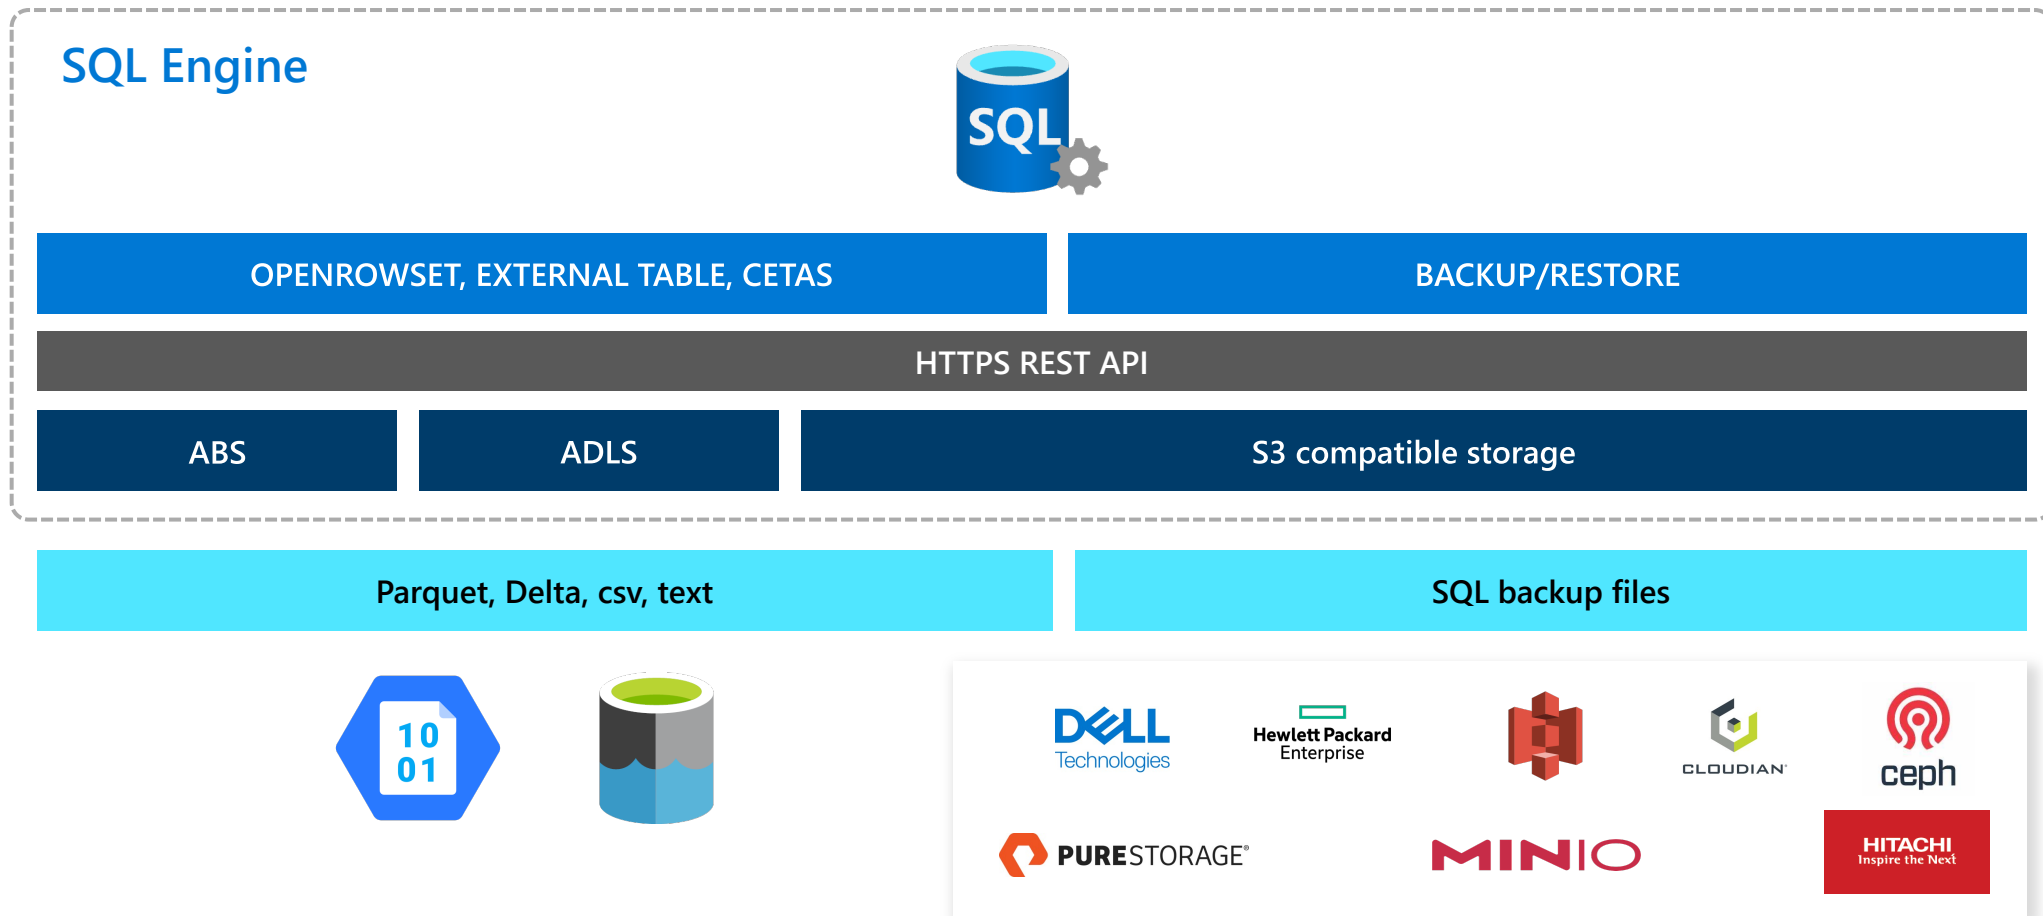 SQL Engine
SQL
OPENROWSET, EXTERNAL TABLE, CETAS
BACKUP/RESTORE
HTTPS REST API
ABS
ADLS
S3 compatible storage
Parquet, Delta, csv, text
SQL backup files
10
01
DELL
Technologies
Hewlett Packard
Enterprise
CLOUDIAN
ceph
PURESTORAGE®
MINIO
HITACHI
Inspire the Next